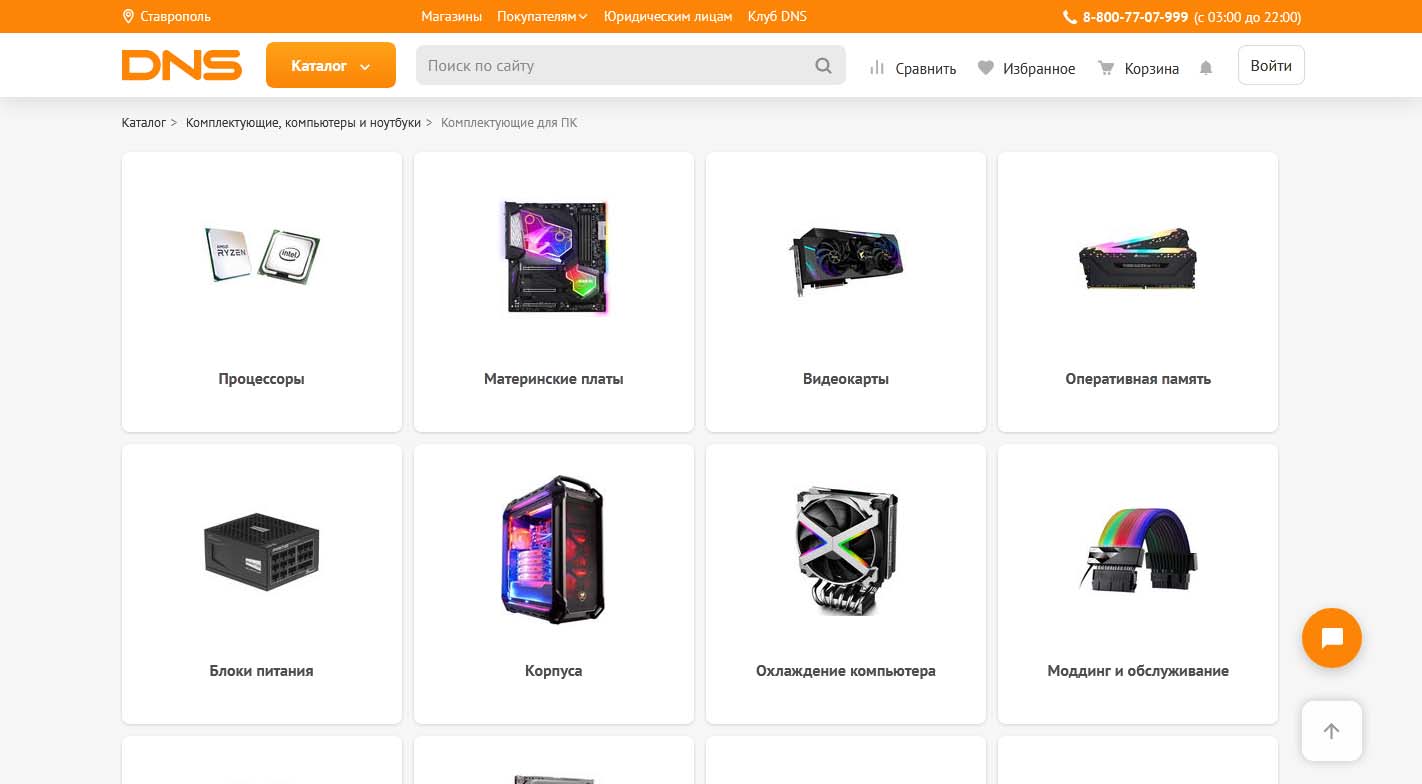 Ставрополь
Магазины Покупателям Юридическим лицам Клуб DNS
8-800-77-07-999 (с 03:00 до 22:00)
DNS
Каталог
Поиск по сайту
Сравнить Избранное Корзина Войти
Каталог > Комплектующие, компьютеры и ноутбуки > Комплектующие для ПК
AMD RYZEN
intel
Процессоры
Материнские платы
Видеокарты
Оперативная память
Блоки питания
Корпуса
Охлаждение компьютера
Моддинг и обслуживание